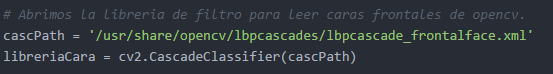 # Abrimos la libreria de filtro para leer caras frontales de opencv.
cascPath = '/usr/share/opencv/lbpcascades/lbpcascade_frontalface.xml'
libreriaCara = cv2.CascadeClassifier(cascPath)